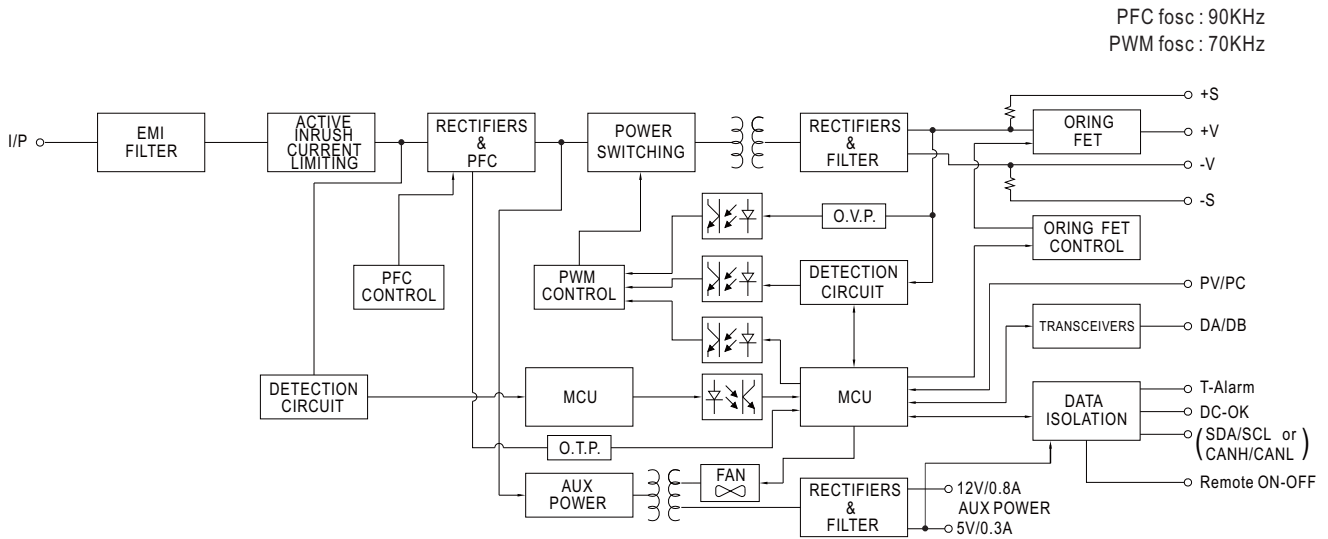 PFC fosc : 90KHz
PWM fosc : 70KHz
I/P
EMI
FILTER
ACTIVE
INRUSH
CURRENT
LIMITING
RECTIFIERS
&
PFC
POWER
SWITCHING
RECTIFIERS
&
FILTER
ORING
FET
+S
+V
-V
-S
O.V.P.
ORING FET
CONTROL
PFC
CONTROL
PWM
CONTROL
DETECTION
CIRCUIT
PV/PC
TRANSCEIVERS
DA/DB
DETECTION
CIRCUIT
MCU
MCU
DATA
ISOLATION
T-Alarm
DC-OK
(SDA/SCL or
CANH/CANL)
O.T.P.
Remote ON-OFF
AUX
POWER
FAN
RECTIFIERS
&
FILTER
12V/0.8A
AUX POWER
5V/0.3A